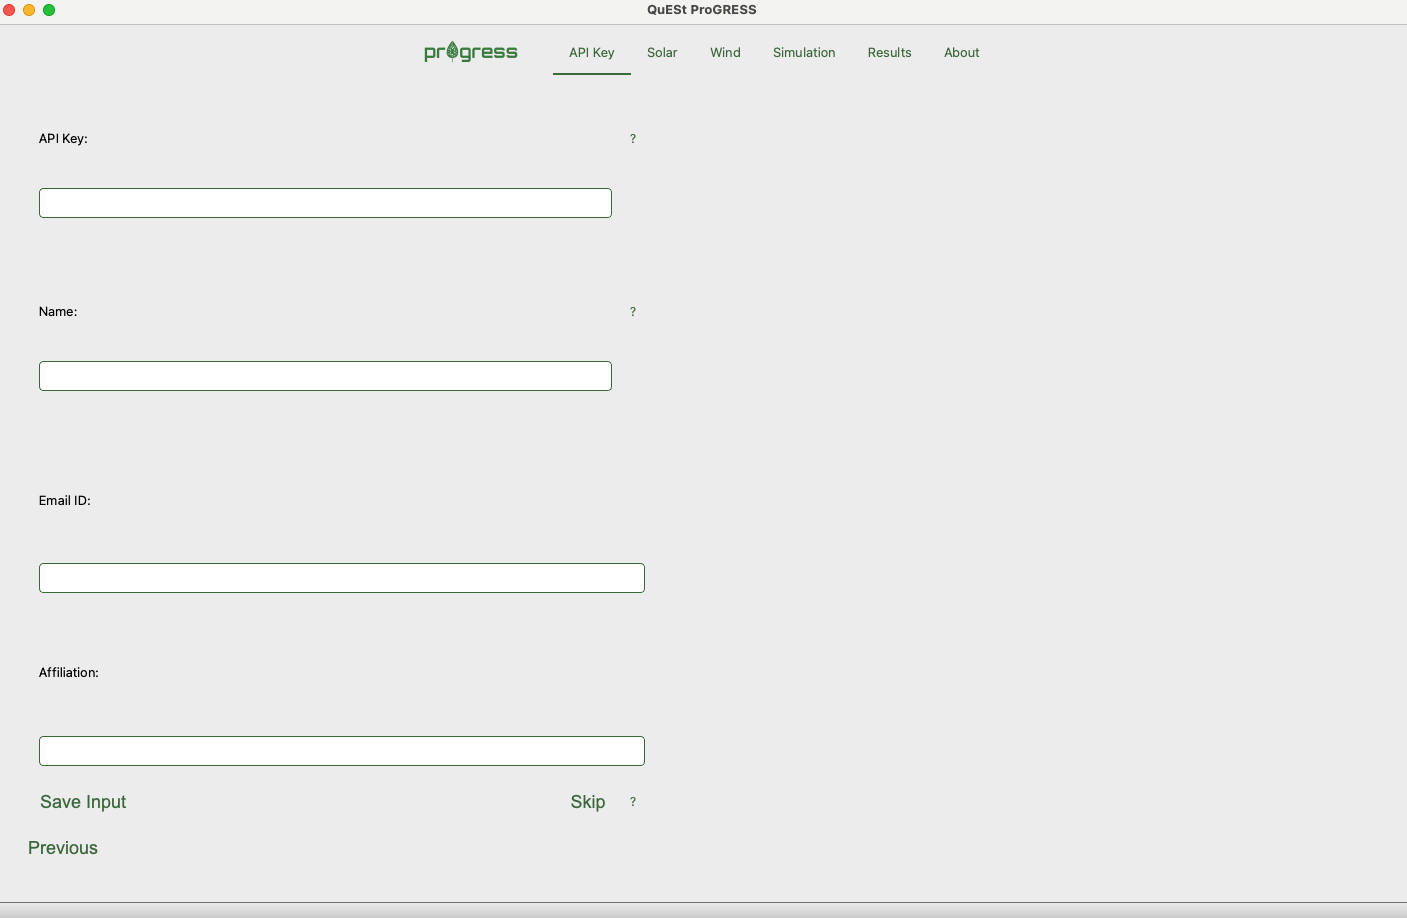 QuESt ProGRESS
progress API Key Solar Wind Simulation Results About
API Key: ?
Name: ?
Email ID:
Affiliation:
Save Input Skip ?
Previous